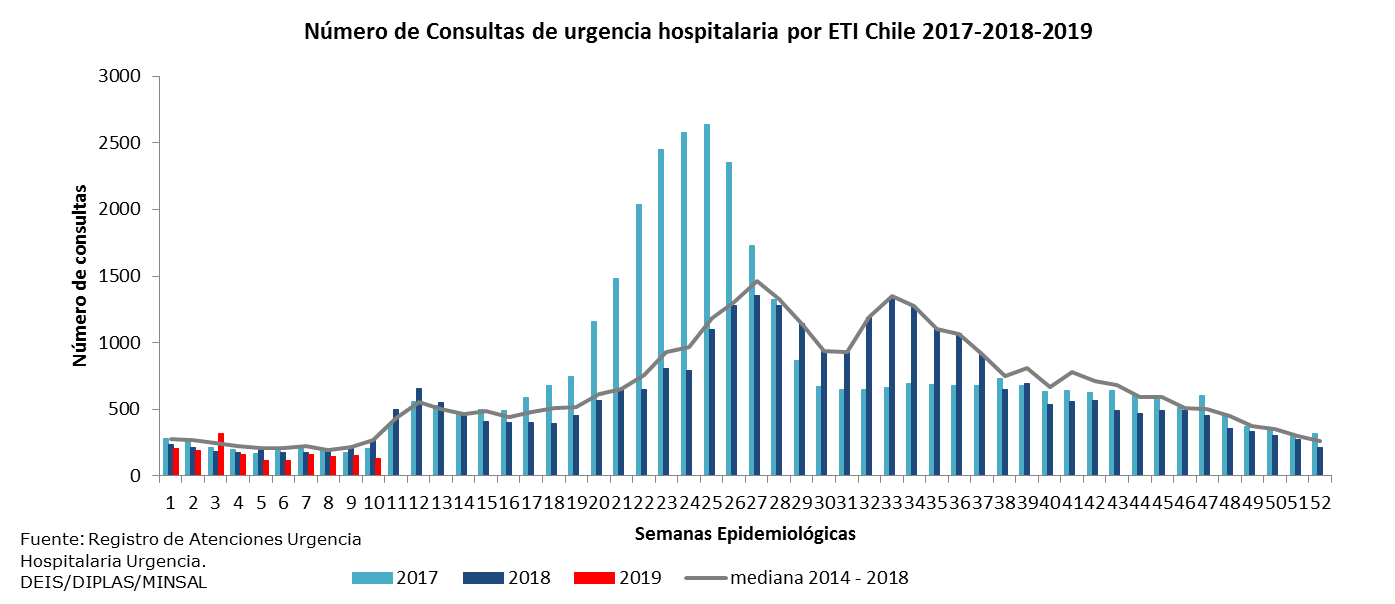 Número de Consultas de urgencia hospitalaria por ETI Chile 2017-2018-2019
3000
2500
2000
1500
1000
500
0
Número de consultas
1 2 3 4 5 6 7 8 9 10 11 12 13 14 15 16 17 18 19 20 21 22 23 24 25 26 27 28 29 30 31 32 33 34 35 36 37 38 39 40 41 42 43 44 45 46 47 48 49 50 51 52
Semanas Epidemiológicas
Fuente: Registro de Atenciones Urgencia
Hospitalaria Urgencia.
DEIS/DIPLAS/MINSAL
2017 2018 2019 mediana 2014 - 2018